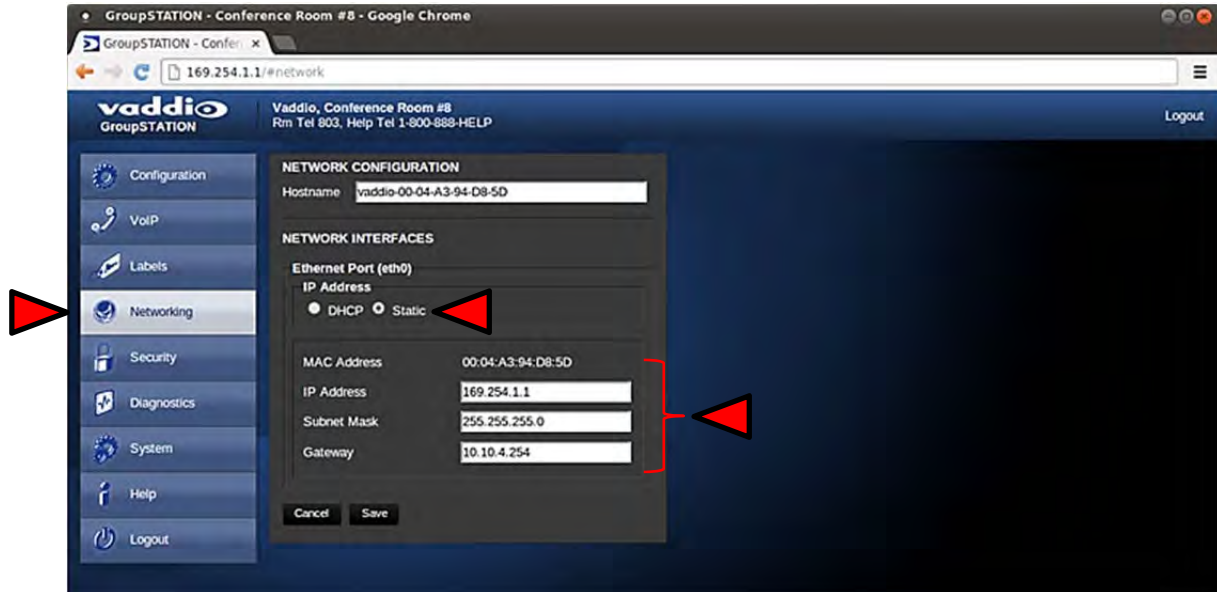 GroupSTATION - Conference Room #8 - Google Chrome
GroupSTATION - Confer
169.254.1.1/#network
vaddio
GroupSTATION
Vaddio, Conference Room #8
Rm Tel 803, Help Tel 1-800-888-HELP
Logout
Configuration
VoIP
Labels
Networking
Security
Diagnostics
System
Help
Logout
NETWORK CONFIGURATION
Hostname vaddio-00-04-A3-94-D8-5D
NETWORK INTERFACES
Ethernet Port (eth0)
IP Address
DHCP Static
MAC Address 00:04:A3:94:D8:5D
IP Address 169.254.1.1
Subnet Mask 255.255.255.0
Gateway 10.10.4.254
Cancel Save